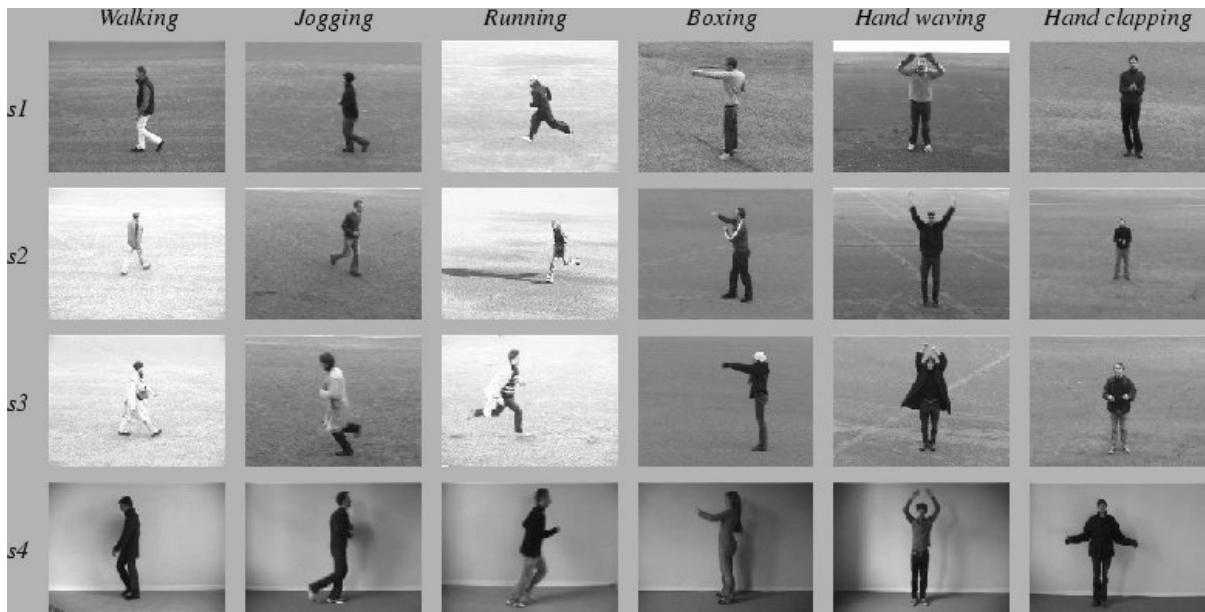 Walking Jogging Running Boxing Hand waving Hand clapping
s1
s2
s3
s4